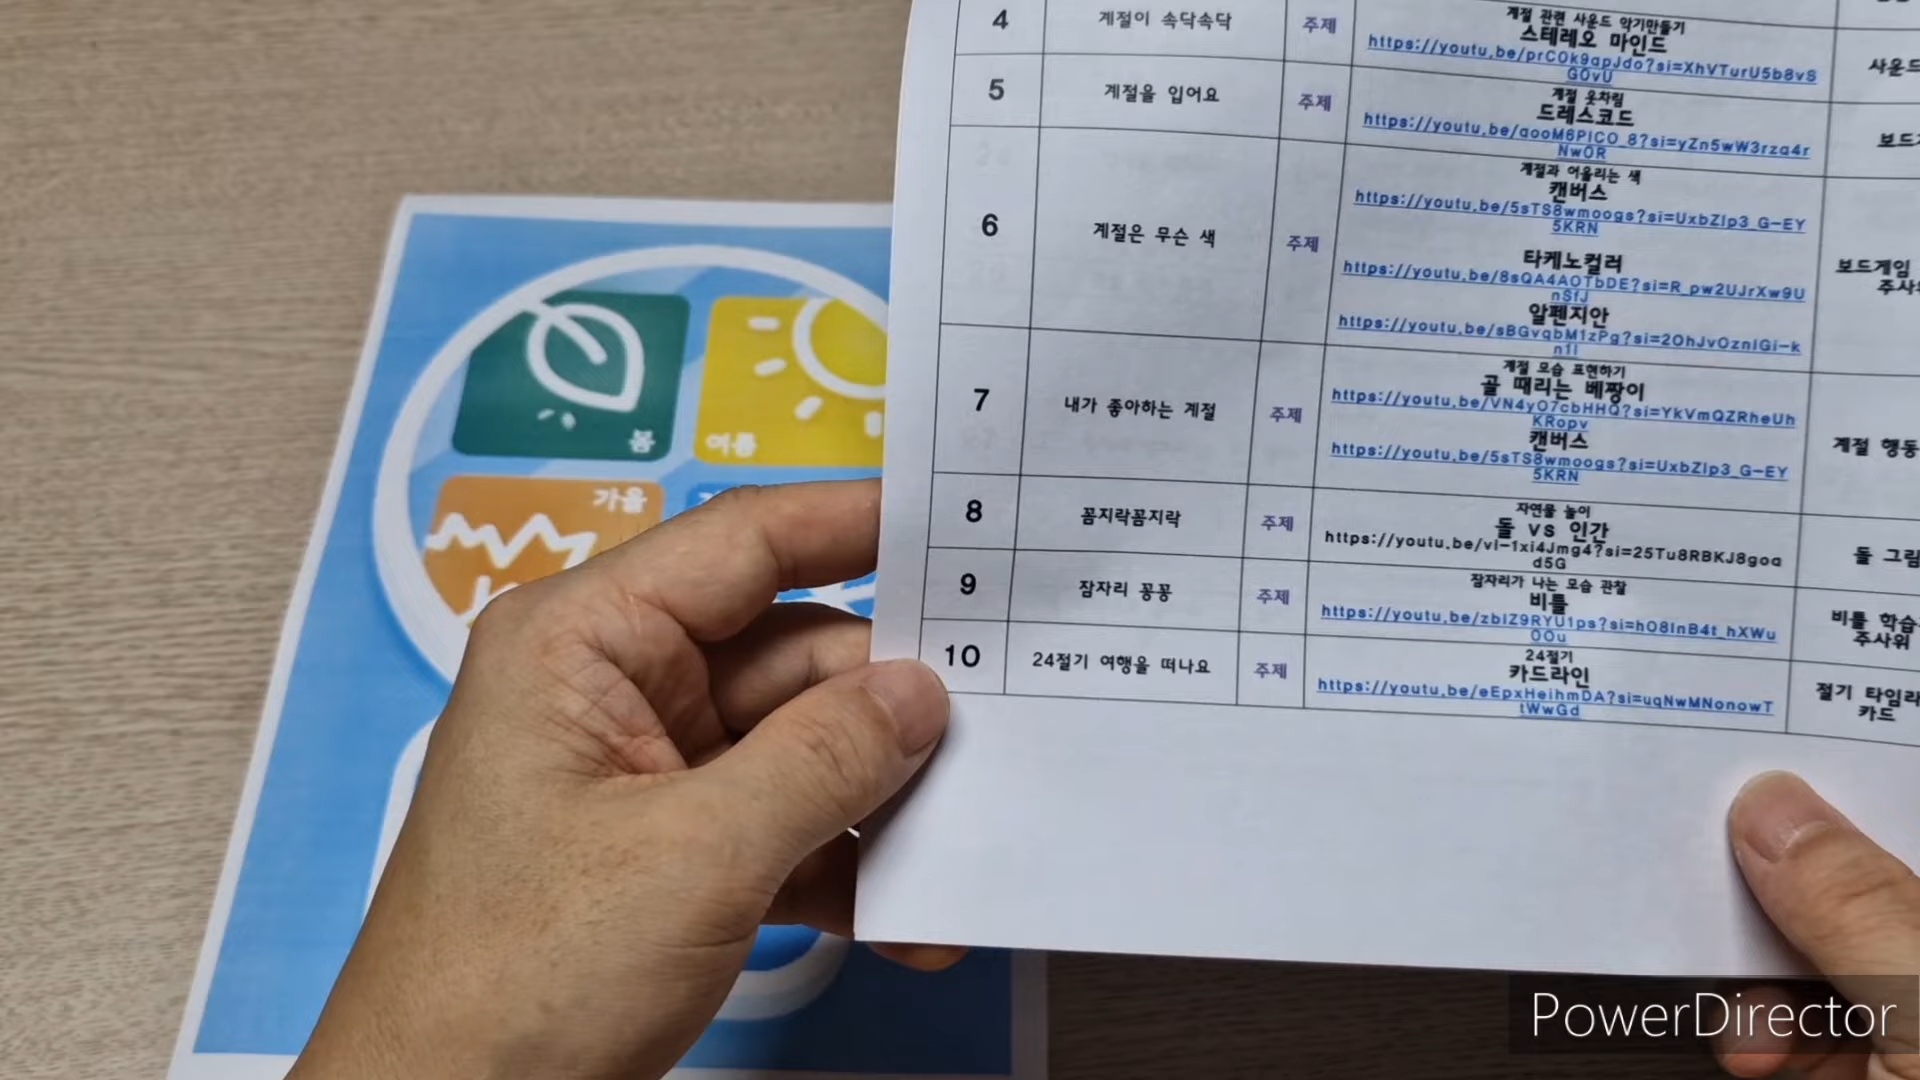 4 계절이 속닥속닥 주제 계절 관련 사운드 악기만들기
스테레오 마인드
https://youtu.be/prC0k9apJdo?si=XhVTurU5b8vS
G0vU
사운드
5 계절을 입어요 주제 계절 옷차림
드레스코드
https://youtu.be/aooM6PlCO_8?si=yZn5wW3rza4r
NwOR
6 계절은 무슨 색 주제 계절과 어울리는 색
캔버스
https://youtu.be/5sTS8wmoogs?si=UxbZlp3_G-EY
5KRN
타케노컬러
https://youtu.be/8sQA4AOTbDE?si=R_pw2UJrXw9U
nSfJ
알펜지안
https://youtu.be/sBGvqbM1zPg?si=2OhJvOznIGi-k
n1I
보드게임
7 내가 좋아하는 계절 주제 계절 모습 표현하기
골 때리는 베짱이
https://youtu.be/VN4yO7cbHHQ?si=YkVmQZRheUh
KRopv
캔버스
https://youtu.be/5sTS8wmoogs?si=UxbZlp3_G-EY
5KRN
계절 행동
8 꼼지락꼼지락 주제 자연물 놀이
돌 vs 인간
https://youtu.be/vl-1xi4Jmg4?si=25Tu8RBKJ8goa
d5G
돌 그림
9 잠자리 꽁꽁 주제 잠자리가 나는 모습 관찰
비틀
https://youtu.be/zblZ9RYU1ps?si=hO8InB4t_hXWu
0Ou
비틀 학습
주사위
10 24절기 여행을 떠나요 주제 24절기
카드라인
https://youtu.be/eEpxHeihmDA?si=uqNwMNonowT
tWwGd
절기 타임라
카드
봄
여름
가을
PowerDirector